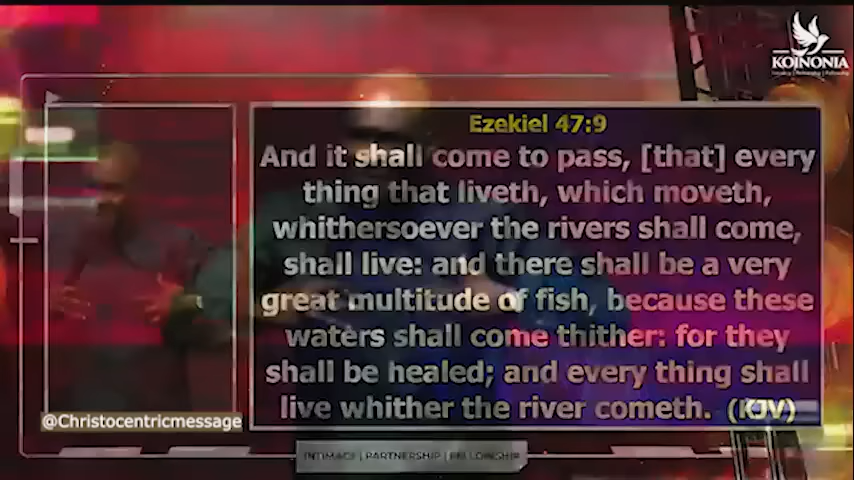 KOINONIA
Ezekiel 47:9
And it shall come to pass, [that] every
thing that liveth, which moveth,
whithersoever the rivers shall come,
shall live: and there shall be a very
great multitude of fish, because these
waters shall come thither: for they
shall be healed; and every thing shall
live whither the river cometh. (KJV)
@Christocentricmessage
INTIMACY | PARTNERSHIP | FELLOWSHIP